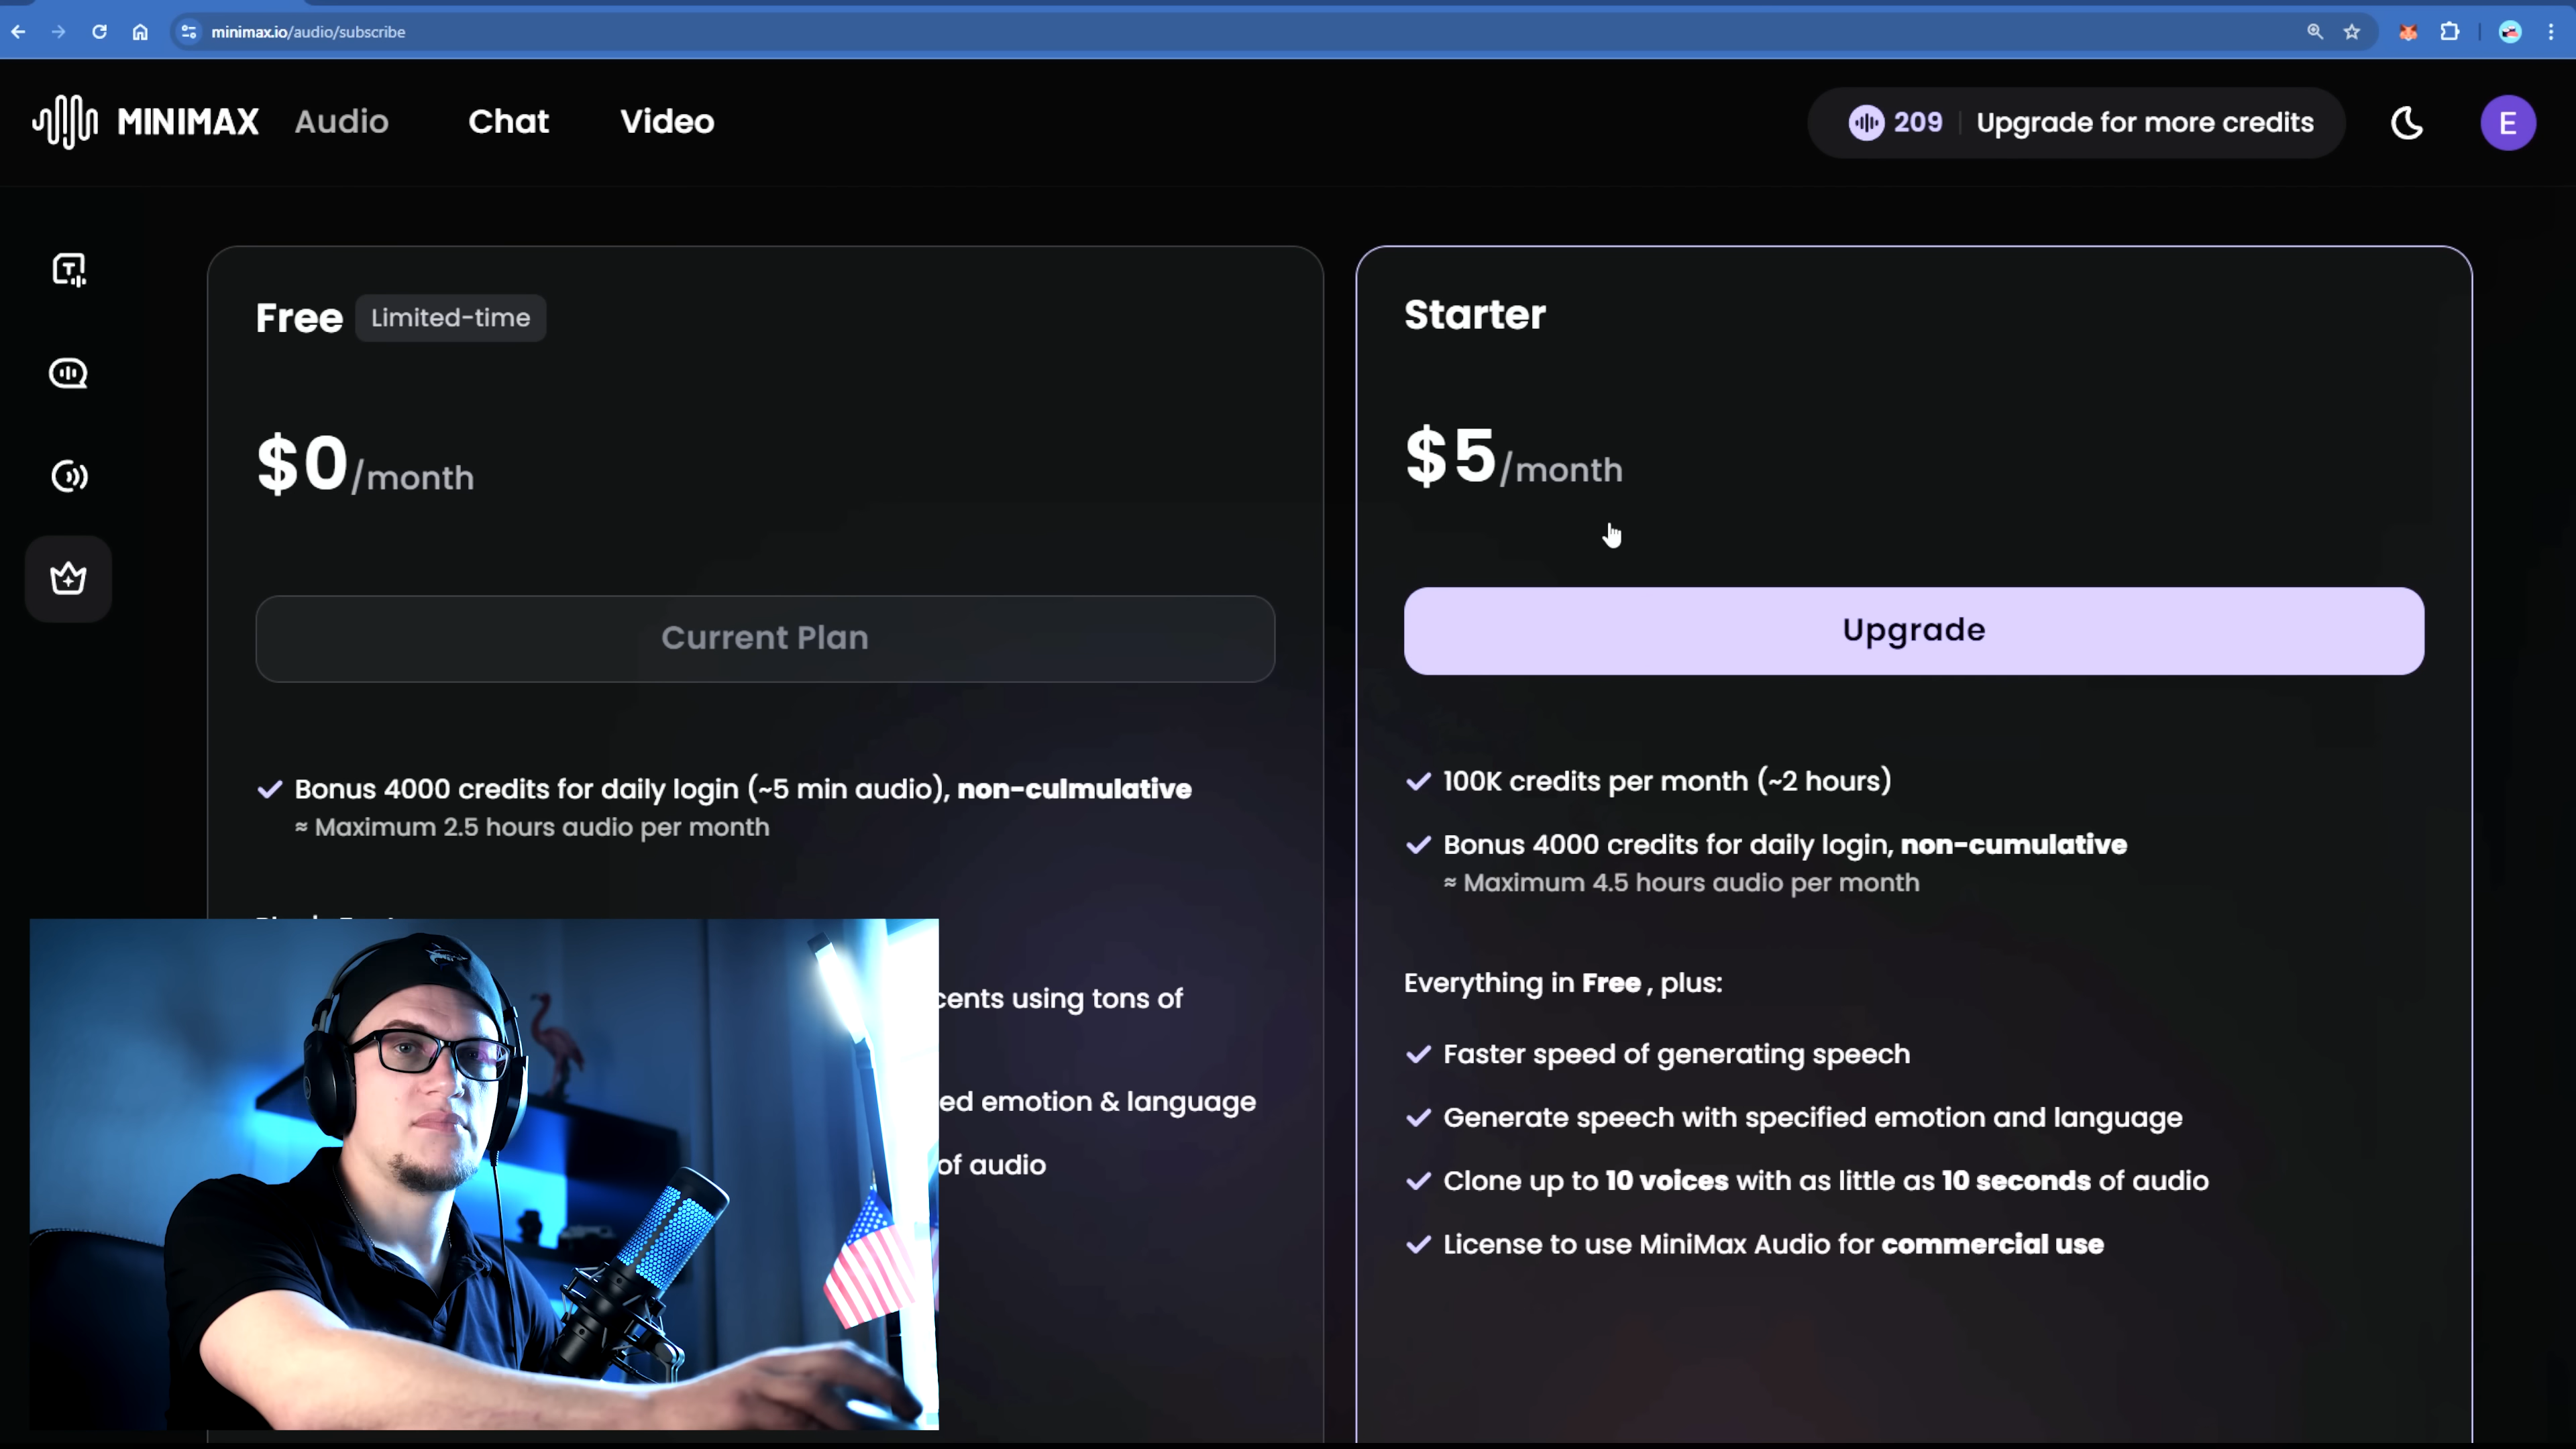 minimax.io/audio/subscribe
MINIMAX Audio Chat Video
209 Upgrade for more credits
E
Free Limited-time
$0/month
Current Plan
Bonus 4000 credits for daily login (~5 min audio), non-culmulative
≈ Maximum 2.5 hours audio per month
cents using tons of
ed emotion & language
of audio
Starter
$5/month
Upgrade
100K credits per month (~2 hours)
Bonus 4000 credits for daily login, non-cumulative
≈ Maximum 4.5 hours audio per month
Everything in Free , plus:
Faster speed of generating speech
Generate speech with specified emotion and language
Clone up to 10 voices with as little as 10 seconds of audio
License to use MiniMax Audio for commercial use